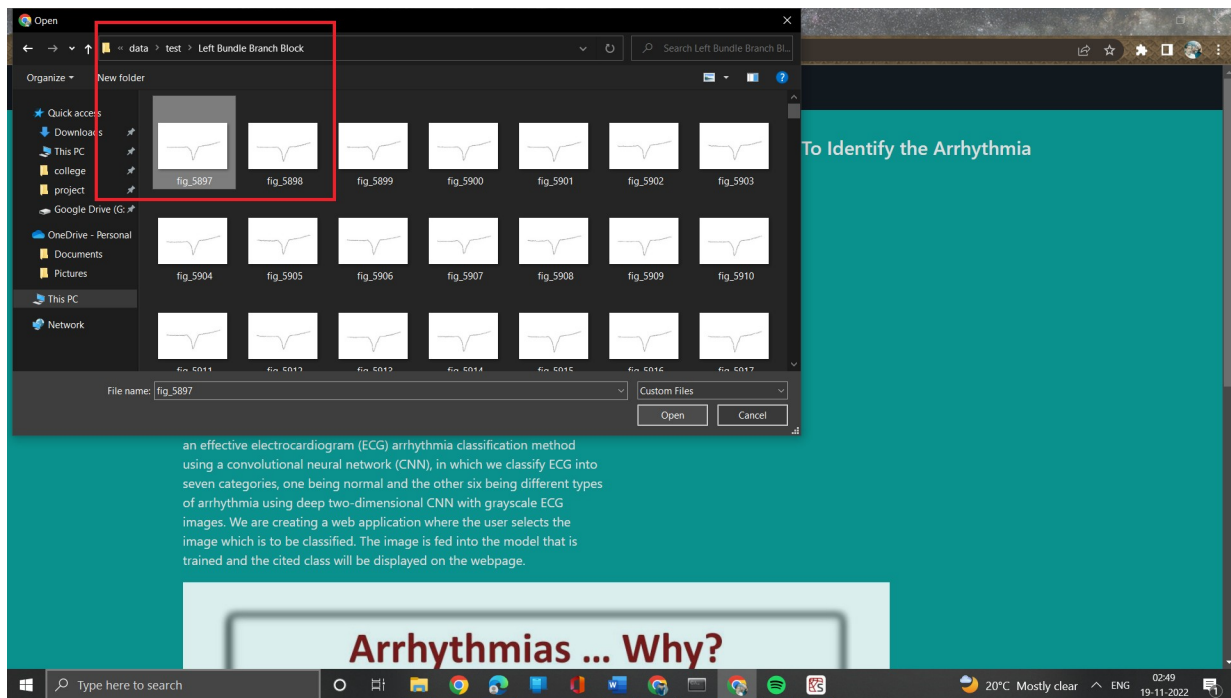 Open
« data > test > Left Bundle Branch Block
Search Left Bundle Branch Bl...
Organize
New folder
Quick access
Downloads
This PC
college
project
Google Drive (G:
OneDrive - Personal
Documents
Pictures
This PC
Network
fig_5897 fig_5898 fig_5899 fig_5900 fig_5901 fig_5902 fig_5903
fig_5904 fig_5905 fig_5906 fig_5907 fig_5908 fig_5909 fig_5910
fig_5911 fig_5912 fig_5913 fig_5914 fig_5915 fig_5916 fig_5917
File name: fig_5897
Custom Files
Open Cancel
To Identify the Arrhythmia
an effective electrocardiogram (ECG) arrhythmia classification method
using a convolutional neural network (CNN), in which we classify ECG into
seven categories, one being normal and the other six being different types
of arrhythmia using deep two-dimensional CNN with grayscale ECG
images. We are creating a web application where the user selects the
image which is to be classified. The image is fed into the model that is
trained and the cited class will be displayed on the webpage.
Arrhythmias ... Why?
Type here to search
20°C Mostly clear
ENG
02:49
19-11-2022